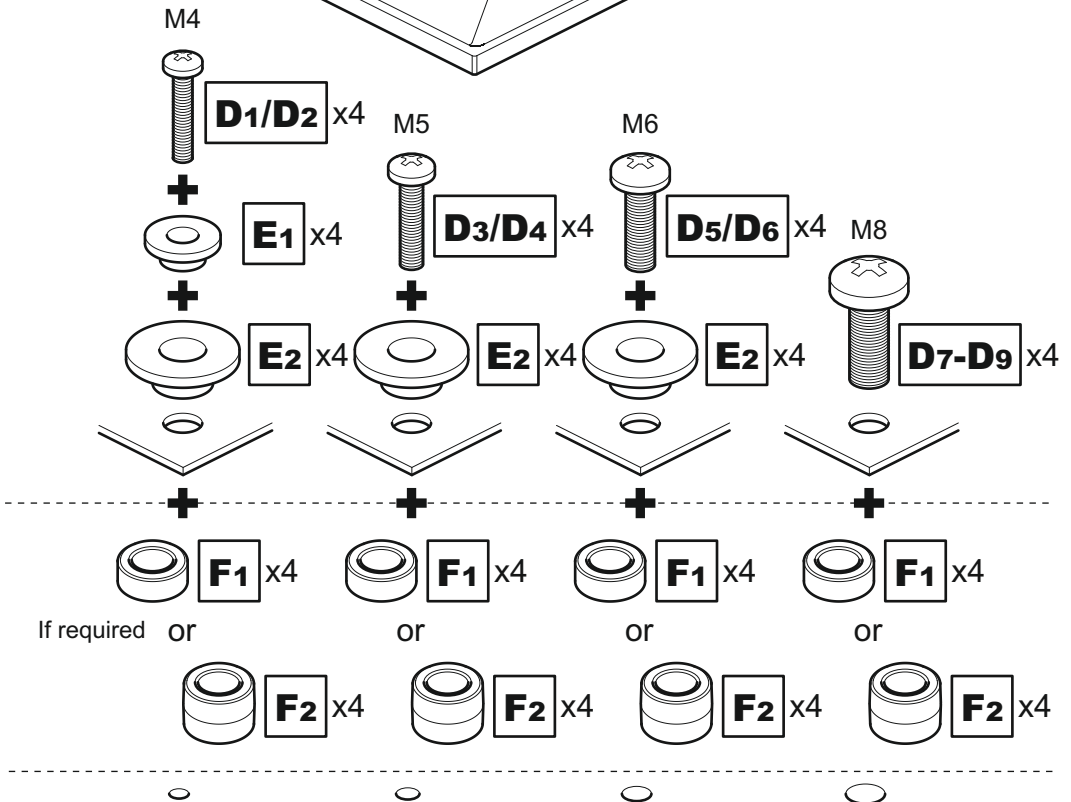 M4
D1/D2 x4
M5
M6
E1 x4
D3/D4 x4
D5/D6 x4
M8
E2 x4
E2 x4
E2 x4
D7-D9 x4
F1 x4
F1 x4
F1 x4
F1 x4
If required or
or
or
or
F2 x4
F2 x4
F2 x4
F2 x4